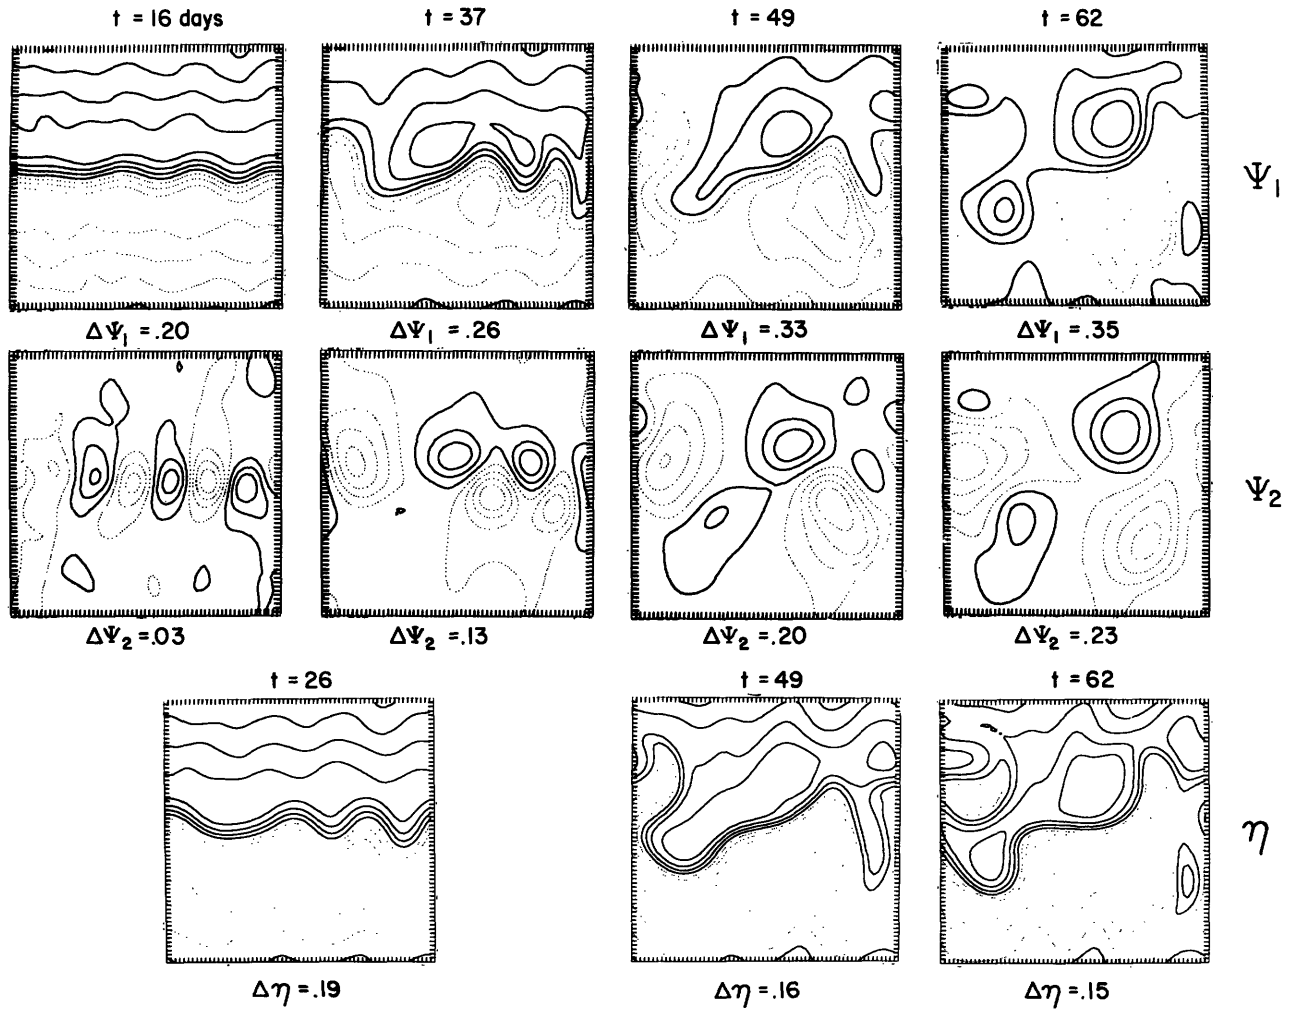 t = 16 days t = 37 t = 49 t = 62
Ψ₁
ΔΨ₁ = .20 ΔΨ₁ = .26 ΔΨ₁ = .33 ΔΨ₁ = .35
Ψ₂
ΔΨ₂ = .03 ΔΨ₂ = .13 ΔΨ₂ = .20 ΔΨ₂ = .23
t = 26 t = 49 t = 62
η
Δη = .19 Δη = .16 Δη = .15